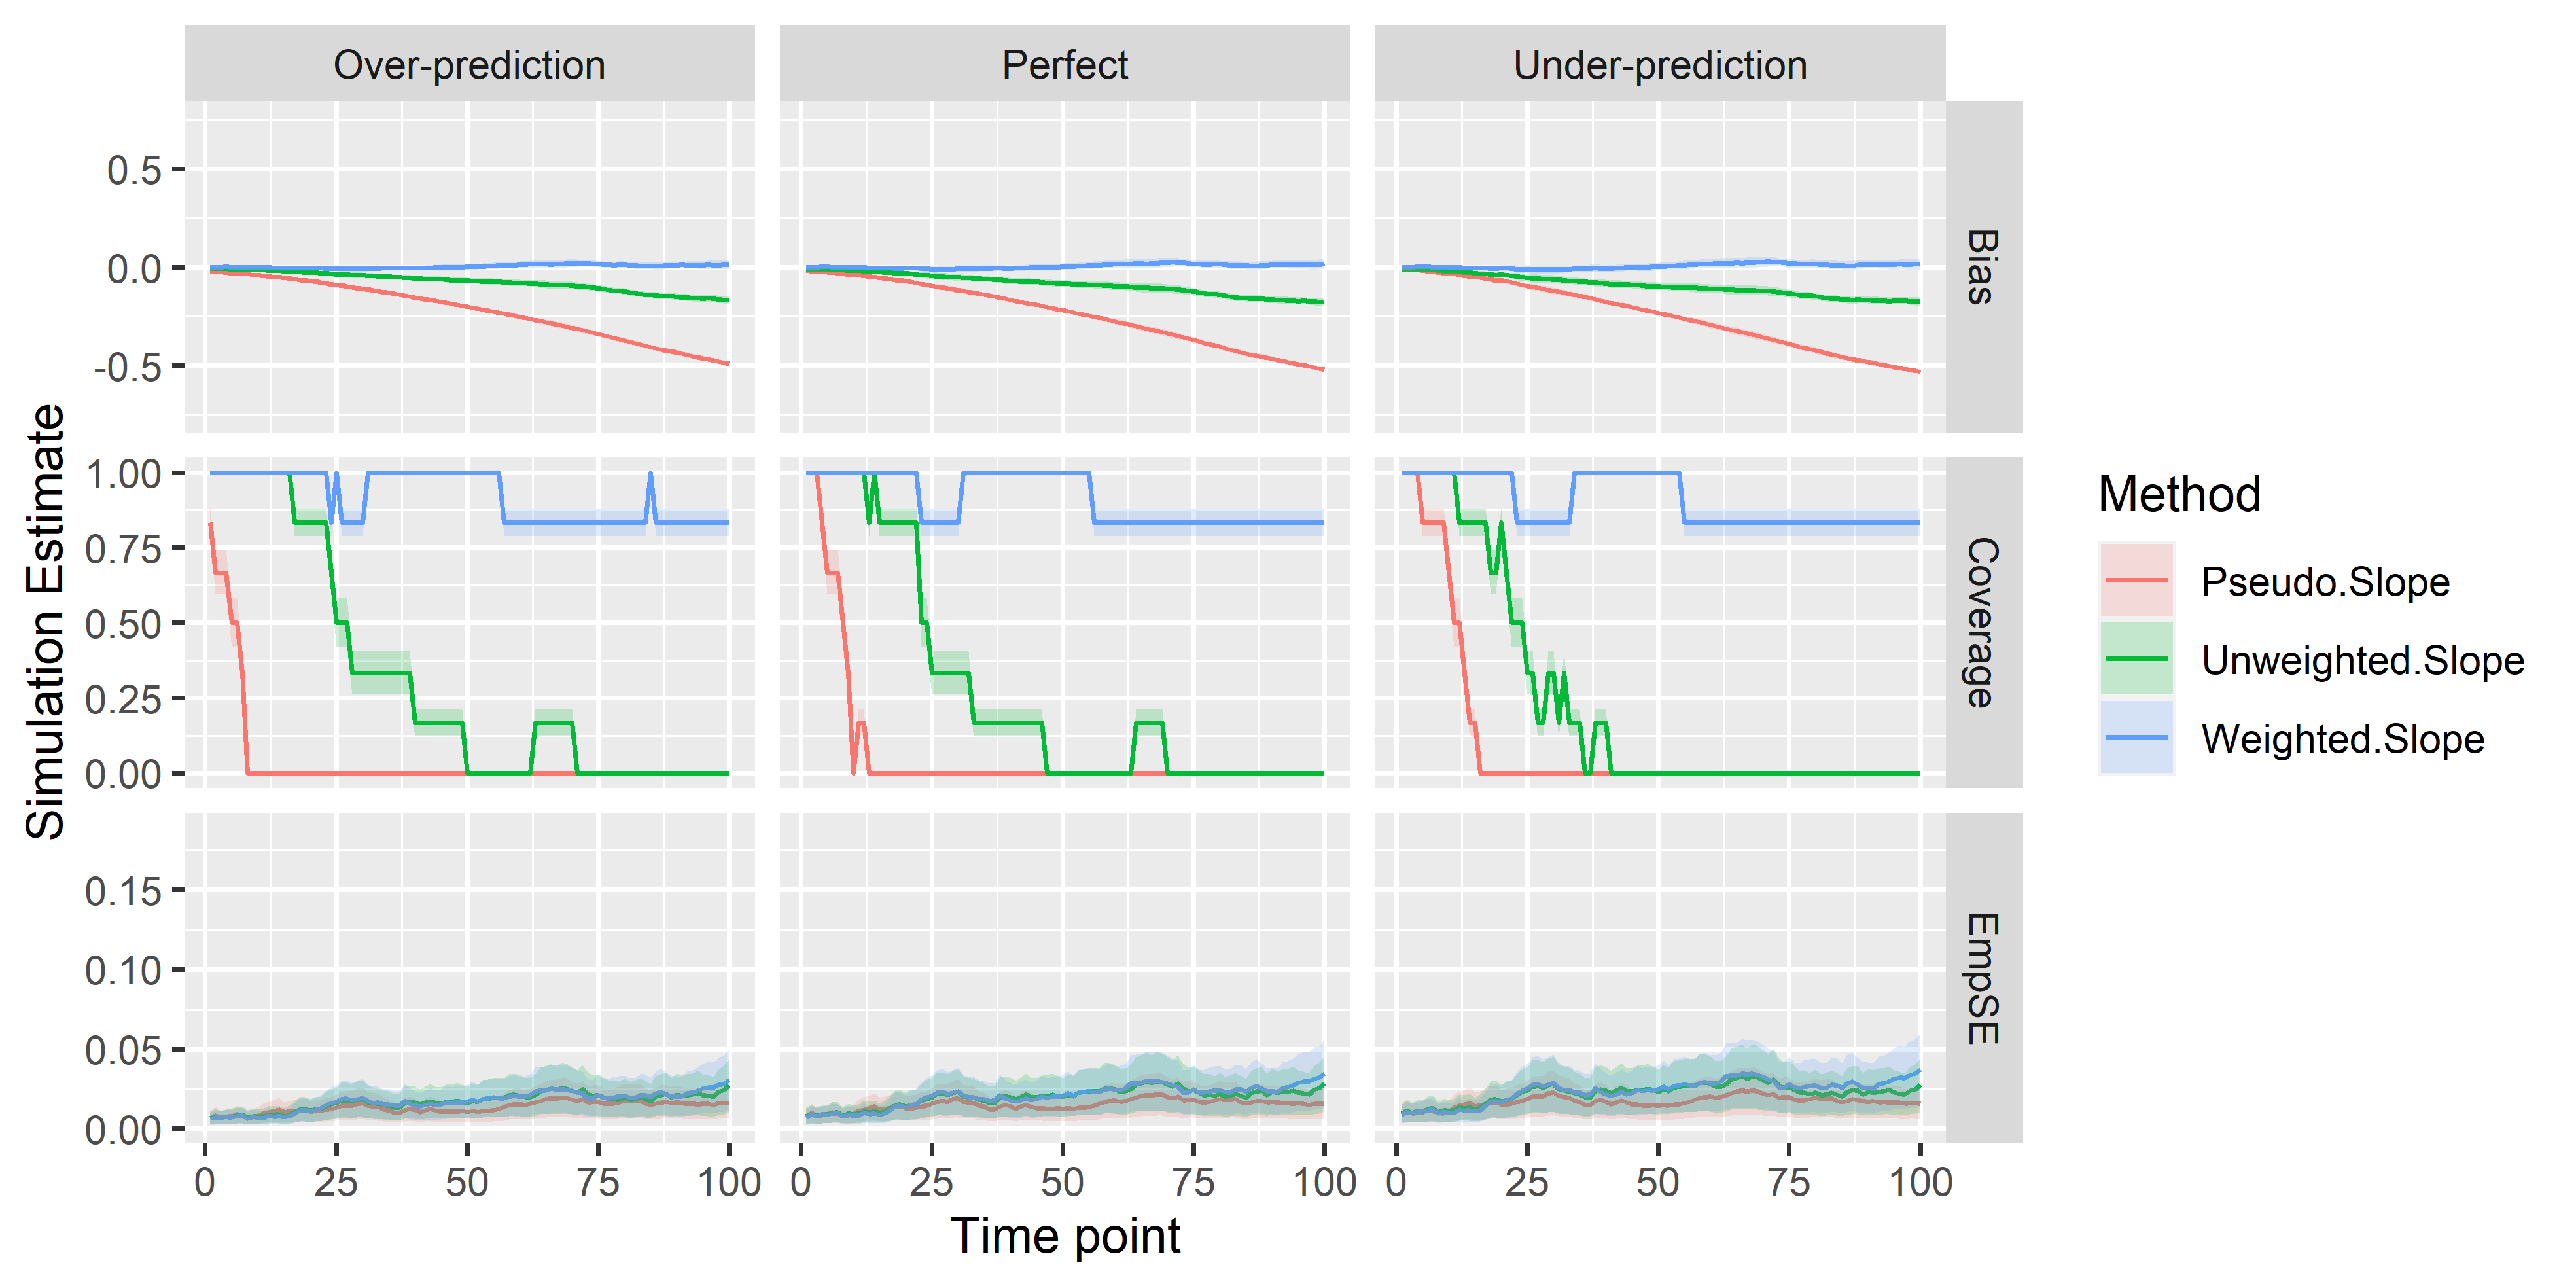 Over-prediction
Perfect
Under-prediction
0.5
0.0
-0.5
Bias
1.00
0.75
0.50
0.25
0.00
Coverage
0.15
0.10
0.05
0.00
EmpSE
0 25 50 75 100
0 25 50 75 100
0 25 50 75 100
Time point
Simulation Estimate
Method
Pseudo.Slope
Unweighted.Slope
Weighted.Slope